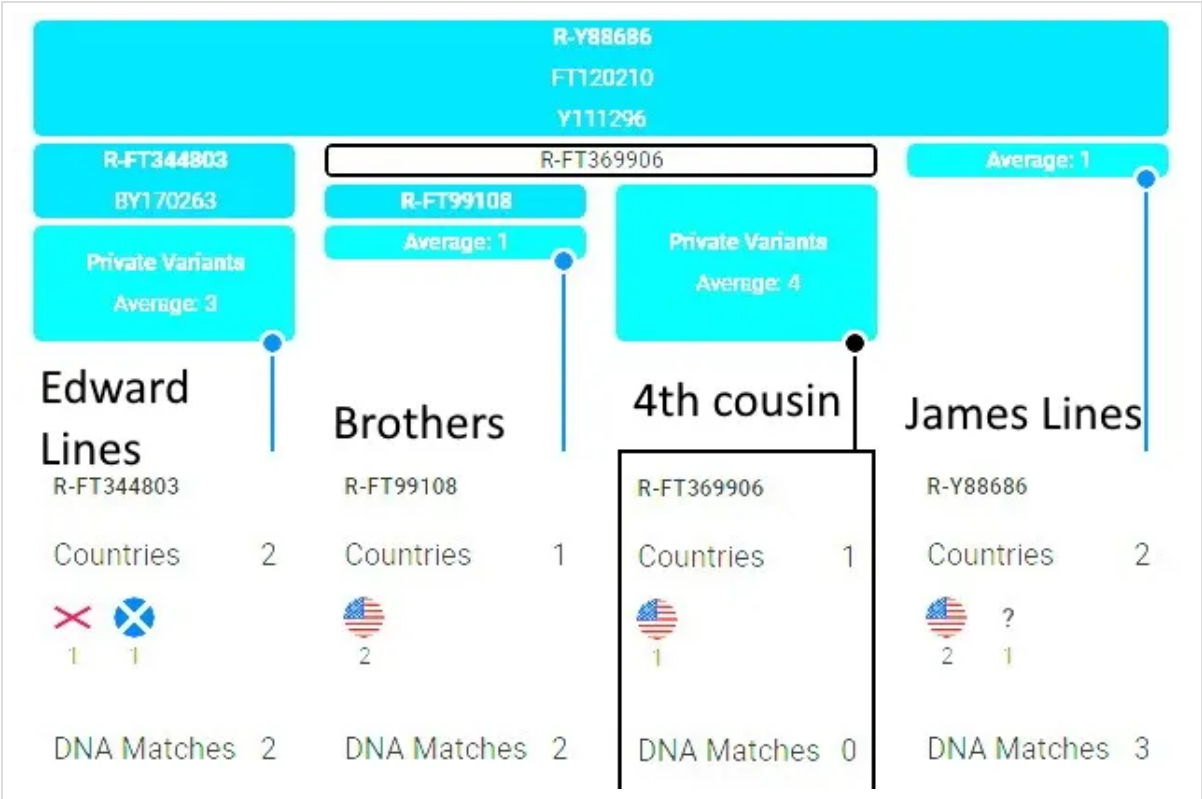 R-Y88686
FT120210
Y111296
R-FT344803
BY170263
Private Variants
Average: 3
R-FT369906
R-FT99108
Average: 1
Private Variants
Average: 4
Average: 1
Edward
Lines
R-FT344803
Countries 2
1 1
DNA Matches 2
Brothers
R-FT99108
Countries 1
2
DNA Matches 2
4th cousin
R-FT369906
Countries 1
1
DNA Matches 0
James Lines
R-Y88686
Countries 2
?
2 1
DNA Matches 3